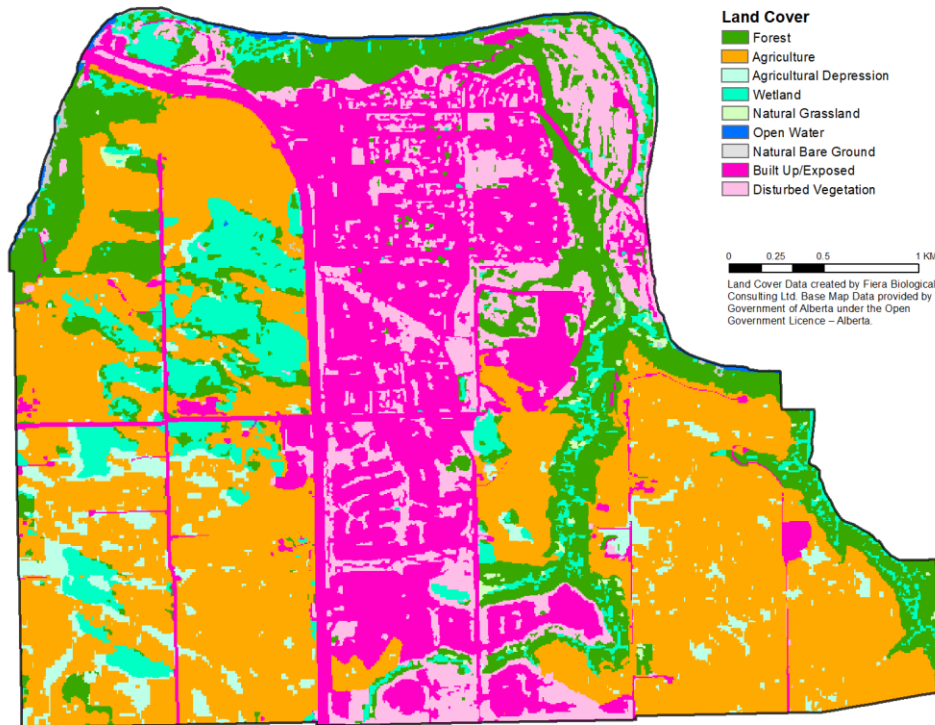 Land Cover
Forest
Agriculture
Agricultural Depression
Wetland
Natural Grassland
Open Water
Natural Bare Ground
Built Up/Exposed
Disturbed Vegetation
0 0.25 0.5 1 KM
Land Cover Data created by Fiera Biological
Consulting Ltd. Base Map Data provided by
Government of Alberta under the Open
Government Licence – Alberta.